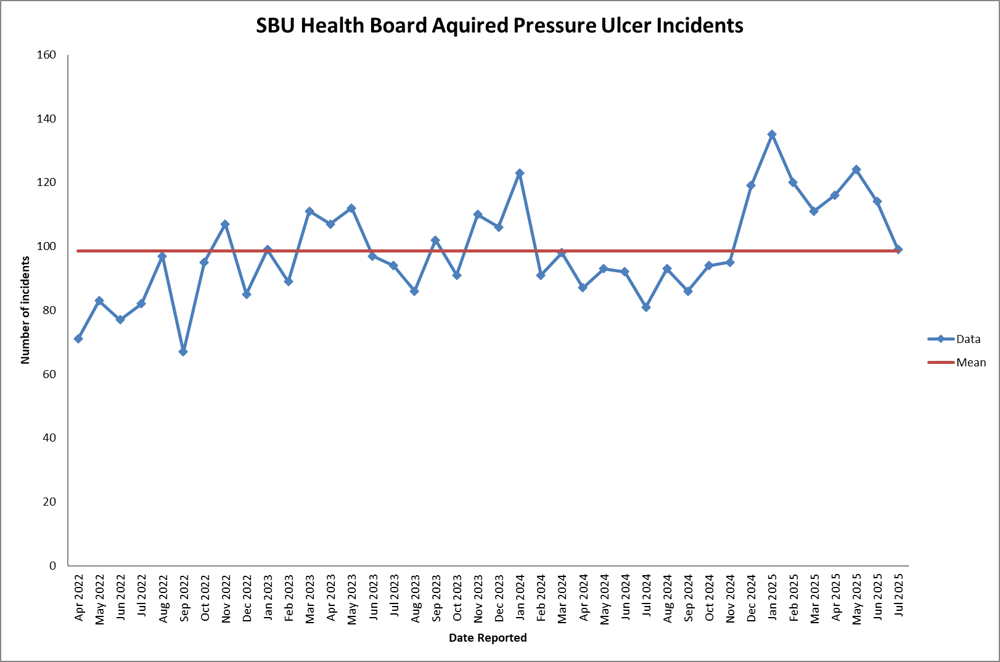 SBU Health Board Aquired Pressure Ulcer Incidents
160
140
120
100
80
60
40
20
0
Number of incidents
Apr 2022
May 2022
Jun 2022
Jul 2022
Aug 2022
Sep 2022
Oct 2022
Nov 2022
Dec 2022
Jan 2023
Feb 2023
Mar 2023
Apr 2023
May 2023
Jun 2023
Jul 2023
Aug 2023
Sep 2023
Oct 2023
Nov 2023
Dec 2023
Jan 2024
Feb 2024
Mar 2024
Apr 2024
May 2024
Jun 2024
Jul 2024
Aug 2024
Sep 2024
Oct 2024
Nov 2024
Dec 2024
Jan 2025
Feb 2025
Mar 2025
Apr 2025
May 2025
Jun 2025
Jul 2025
Date Reported
Data
Mean